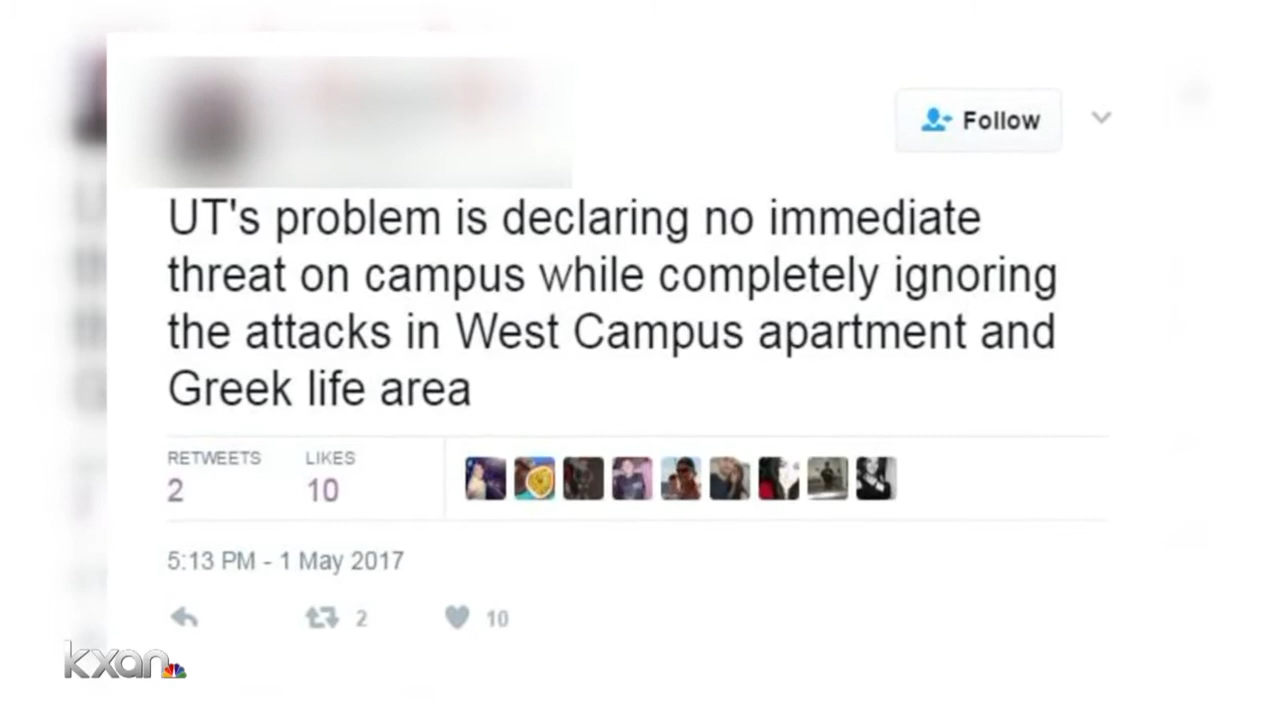 Follow
UT's problem is declaring no immediate
threat on campus while completely ignoring
the attacks in West Campus apartment and
Greek life area
RETWEETS LIKES
2 10
5:13 PM - 1 May 2017
2 10
kxan